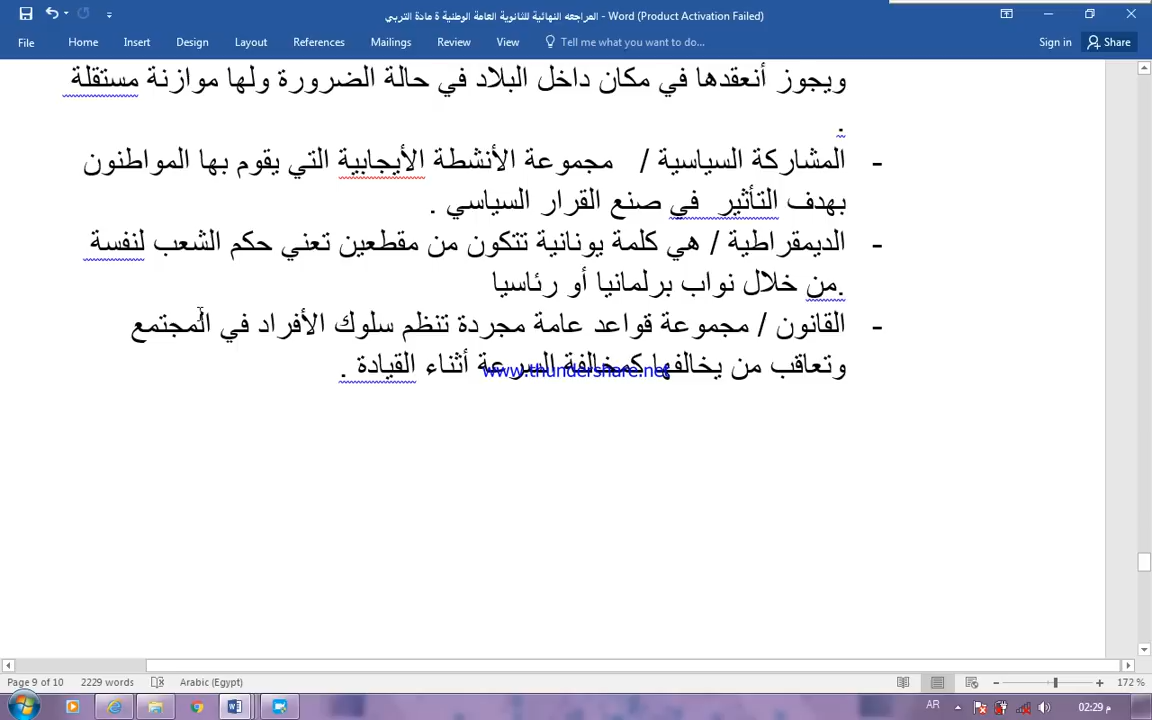 المراجعه النهائية للثانوية العامة الوطنية ة مادة التربي - Word (Product Activation Failed)
File Home Insert Design Layout References Mailings Review View Tell me what you want to do... Sign in Share
ويجوز أنعقدها في مكان داخل البلاد في حالة الضرورة ولها موازنة مستقلة
.
- المشاركة السياسية / مجموعة الأنشطة الأيجابية التي يقوم بها المواطنون
بهدف التأثير في صنع القرار السياسي .
- الديمقراطية / هي كلمة يونانية تتكون من مقطعين تعني حكم الشعب لنفسة
.من خلال نواب برلمانيا أو رئاسيا
- القانون / مجموعة قواعد عامة مجردة تنظم سلوك الأفراد في المجتمع
وتعاقب من يخالفها كمخالفة السرعة أثناء القيادة .
www.thundershare.net
Page 9 of 10 2229 words Arabic (Egypt) 172 %
AR 02:29 م